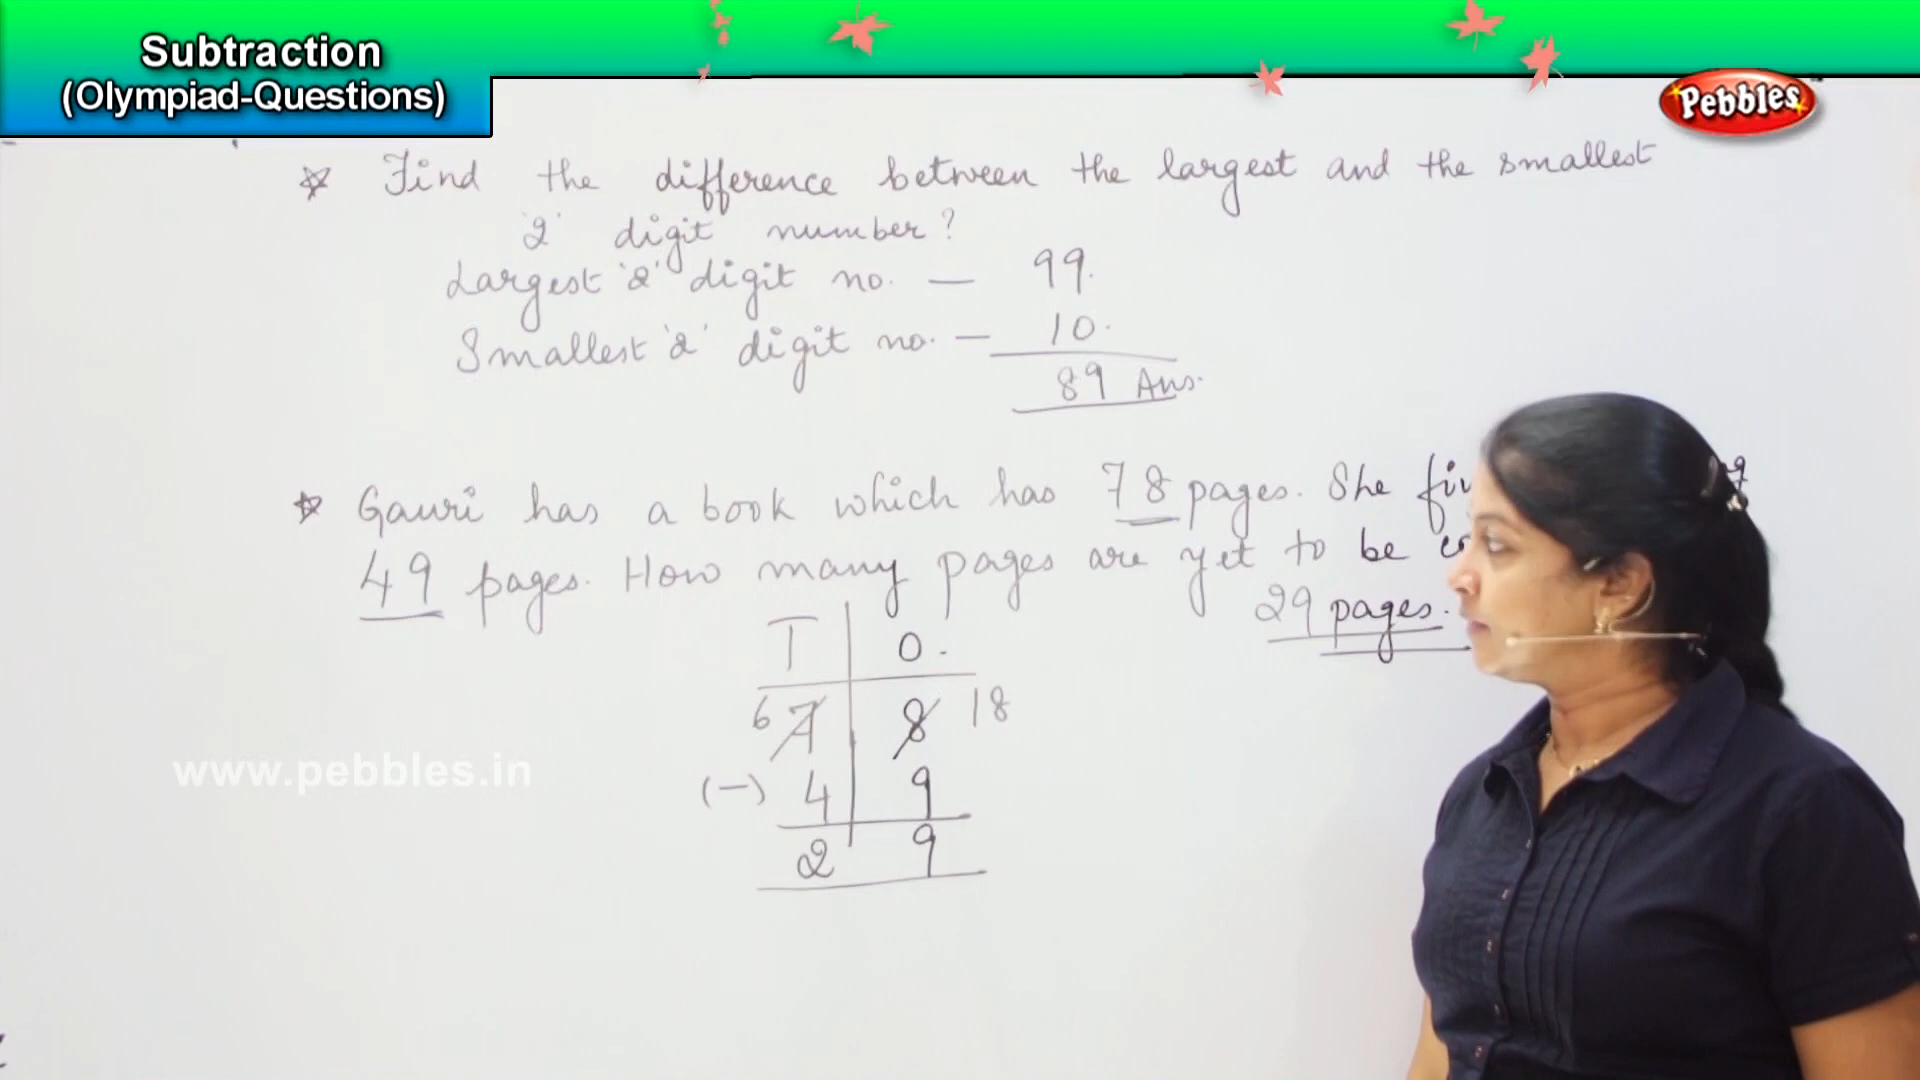 Subtraction
(Olympiad-Questions)
Pebbles
☆ Find the difference between the largest and the smallest
'2' digit number?
Largest '2' digit no. — 99.
Smallest '2' digit no. — 10.
89 Ans.
☆ Gauri has a book which has 78 pages. She
49 pages. How many pages are yet to be
29 pages.
T | O.
6 7 | 8 18
(-) 4 | 9
2 9
www.pebbles.in